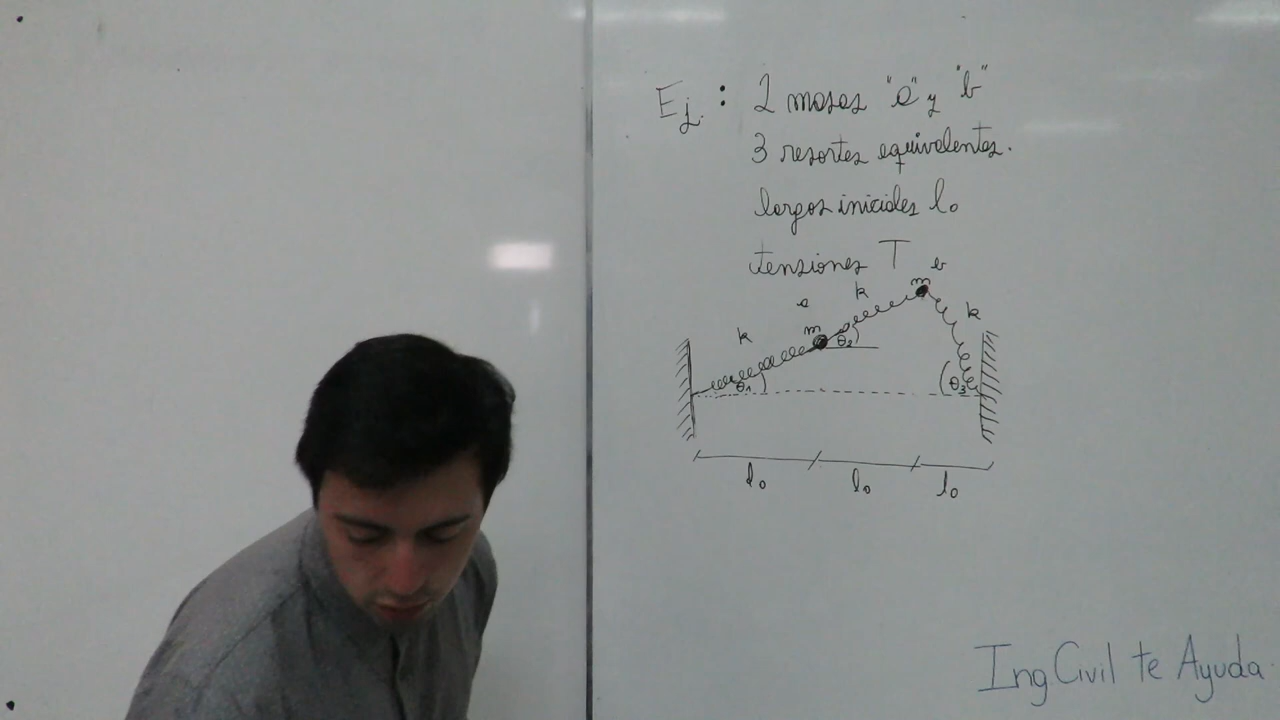 Ej. : 2 masas "a" y "b"
3 resortes equivalentes.
largos iniciales l₀
tensiones T
b
m
k
k
a
m
θ₂
k
θ₁
θ₃
l₀ l₀ l₀
Ing Civil te Ayuda